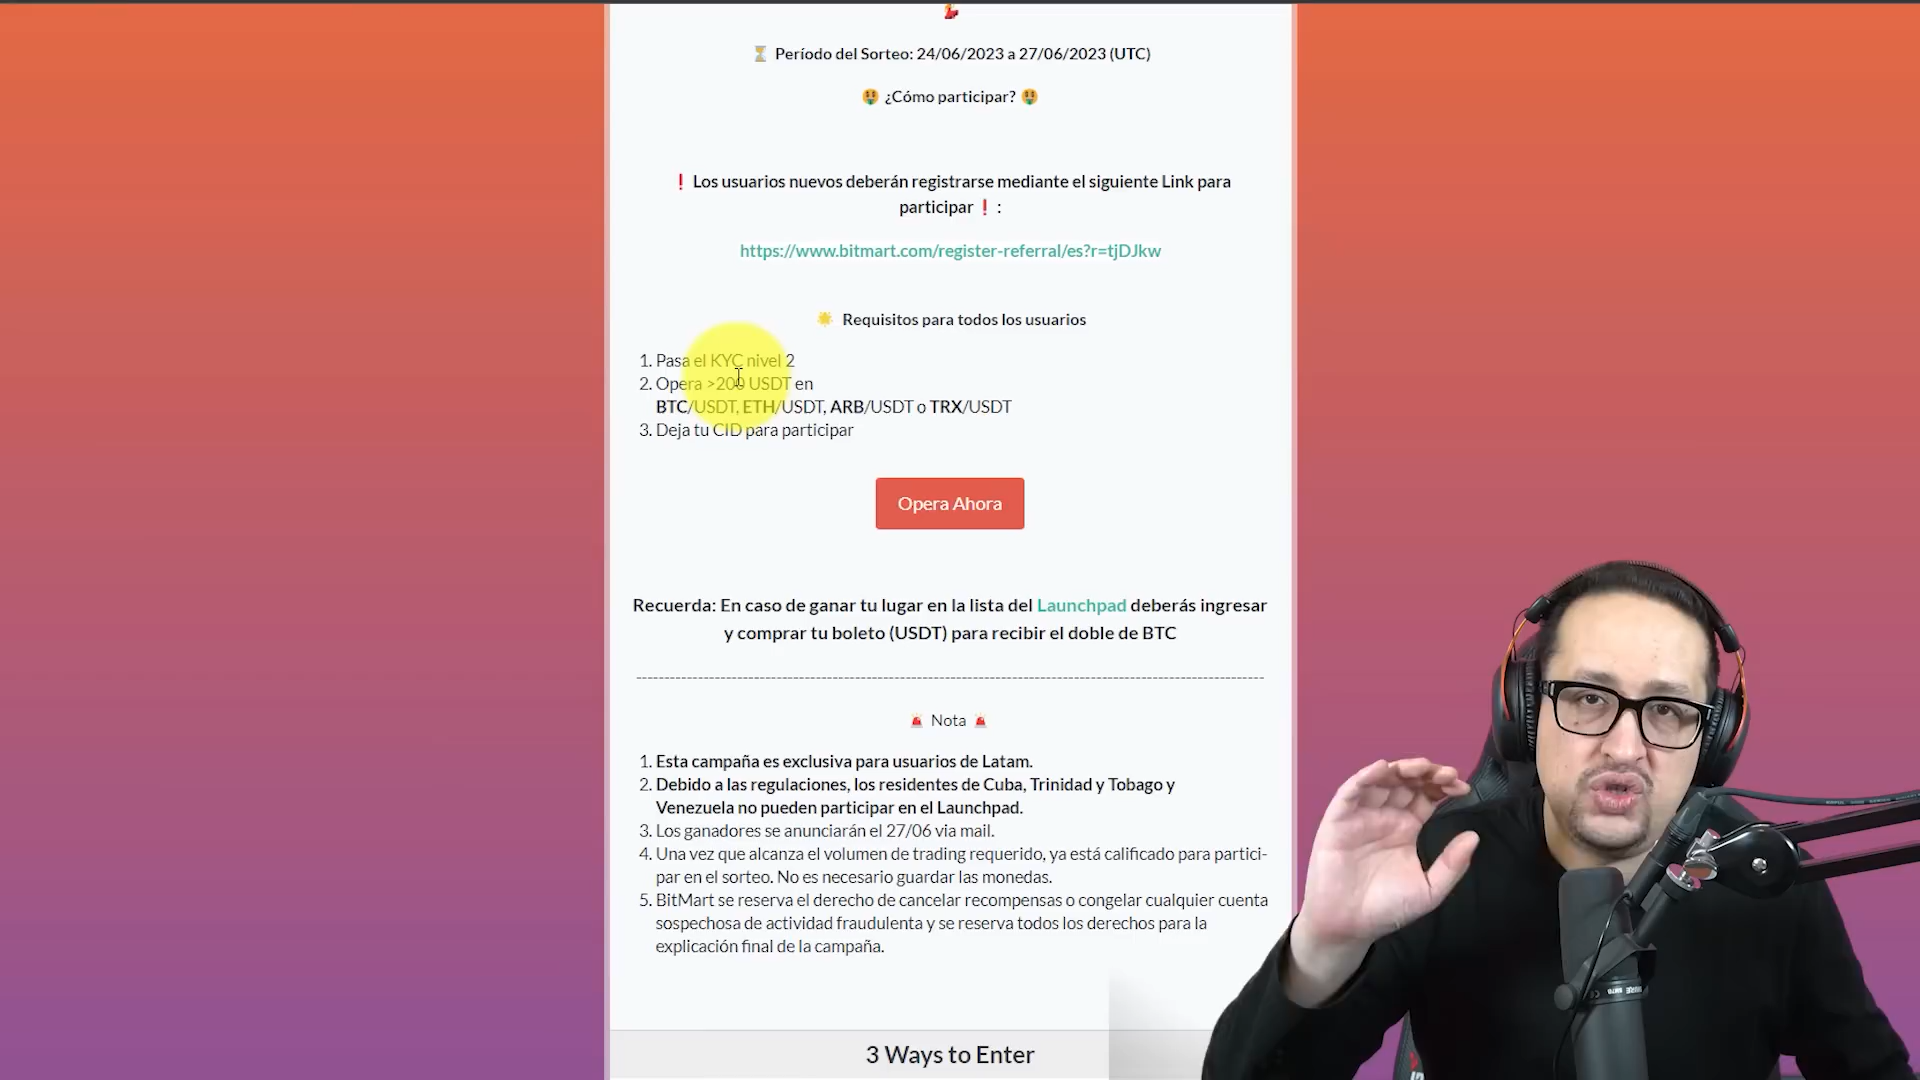 ⏳ Período del Sorteo: 24/06/2023 a 27/06/2023 (UTC)
🤑 ¿Cómo participar? 🤑
❗Los usuarios nuevos deberán registrarse mediante el siguiente Link para
participar❗:
https://www.bitmart.com/register-referral/es?r=tjDJkw
🌟 Requisitos para todos los usuarios
1. Pasa el KYC nivel 2
2. Opera >200 USDT en
BTC/USDT, ETH/USDT, ARB/USDT o TRX/USDT
3. Deja tu CID para participar
Opera Ahora
Recuerda: En caso de ganar tu lugar en la lista del Launchpad deberás ingresar
y comprar tu boleto (USDT) para recibir el doble de BTC
--------------------------------------------------------------------------------
🚨 Nota 🚨
1. Esta campaña es exclusiva para usuarios de Latam.
2. Debido a las regulaciones, los residentes de Cuba, Trinidad y Tobago y
Venezuela no pueden participar en el Launchpad.
3. Los ganadores se anunciarán el 27/06 via mail.
4. Una vez que alcanza el volumen de trading requerido, ya está calificado para partici-
par en el sorteo. No es necesario guardar las monedas.
5. BitMart se reserva el derecho de cancelar recompensas o congelar cualquier cuenta
sospechosa de actividad fraudulenta y se reserva todos los derechos para la
explicación final de la campaña.
3 Ways to Enter